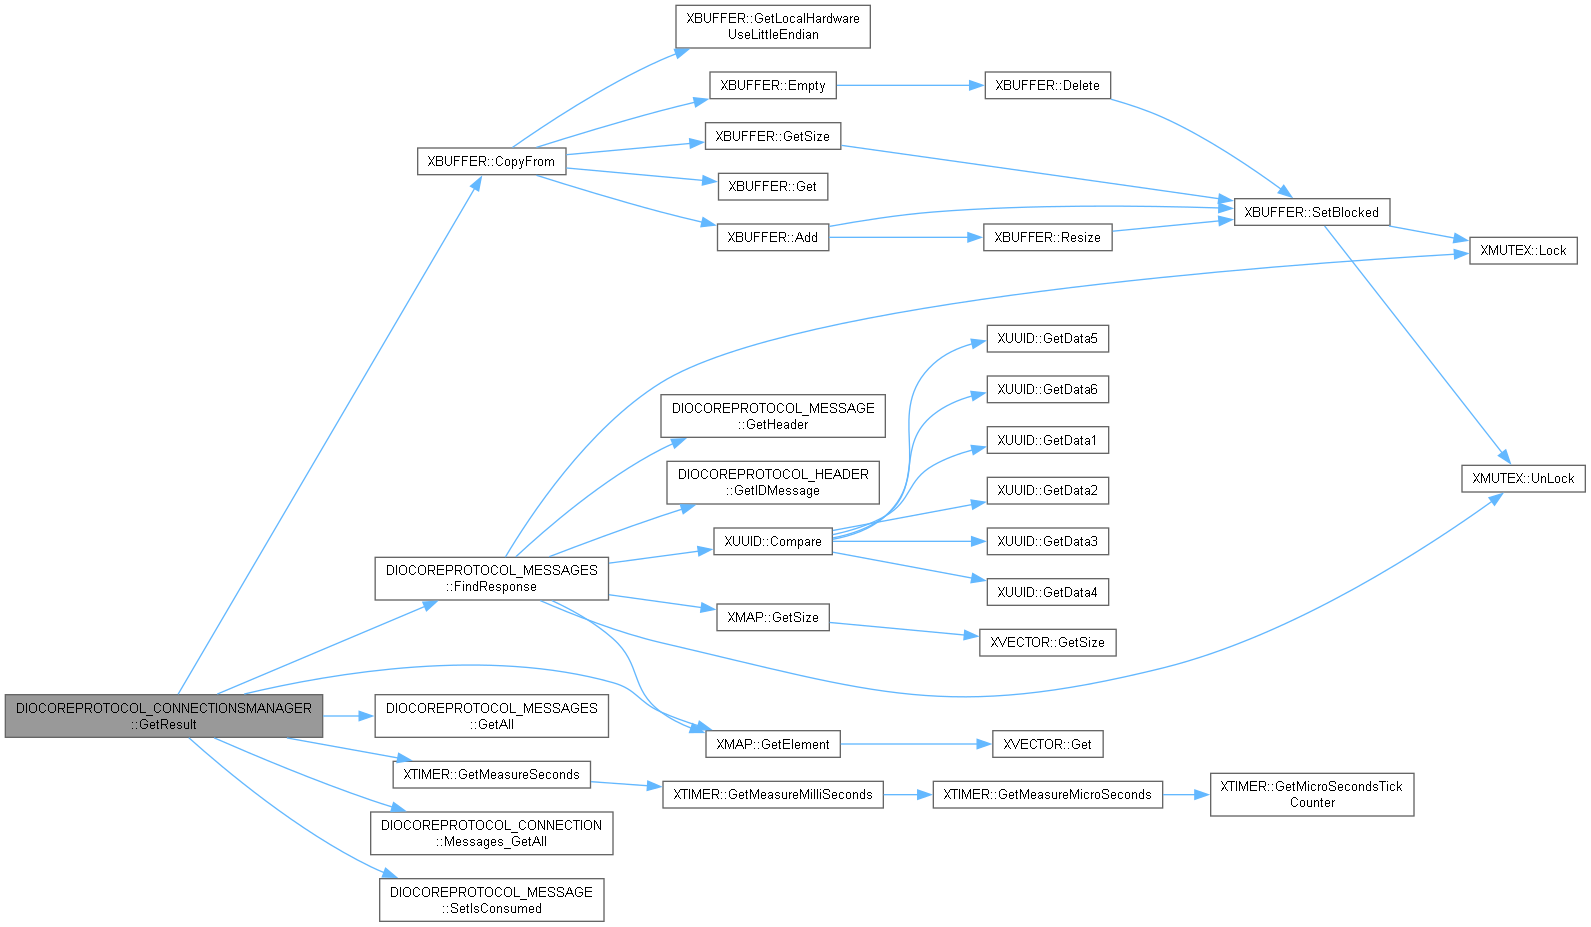 XBUFFER::GetLocalHardware
UseLittleEndian
XBUFFER::Empty
XBUFFER::Delete
XBUFFER::GetSize
XBUFFER::CopyFrom
XBUFFER::Get
XBUFFER::SetBlocked
XBUFFER::Add
XBUFFER::Resize
XMUTEX::Lock
XUUID::GetData5
XUUID::GetData6
DIOCOREPROTOCOL_MESSAGE
::GetHeader
XUUID::GetData1
DIOCOREPROTOCOL_HEADER
::GetIDMessage
XUUID::GetData2
XMUTEX::UnLock
XUUID::Compare
XUUID::GetData3
DIOCOREPROTOCOL_MESSAGES
::FindResponse
XUUID::GetData4
XMAP::GetSize
XVECTOR::GetSize
DIOCOREPROTOCOL_CONNECTIONSMANAGER
::GetResult
DIOCOREPROTOCOL_MESSAGES
::GetAll
XMAP::GetElement
XVECTOR::Get
XTIMER::GetMeasureSeconds
XTIMER::GetMeasureMilliSeconds
XTIMER::GetMeasureMicroSeconds
XTIMER::GetMicroSecondsTick
Counter
DIOCOREPROTOCOL_CONNECTION
::Messages_GetAll
DIOCOREPROTOCOL_MESSAGE
::SetIsConsumed